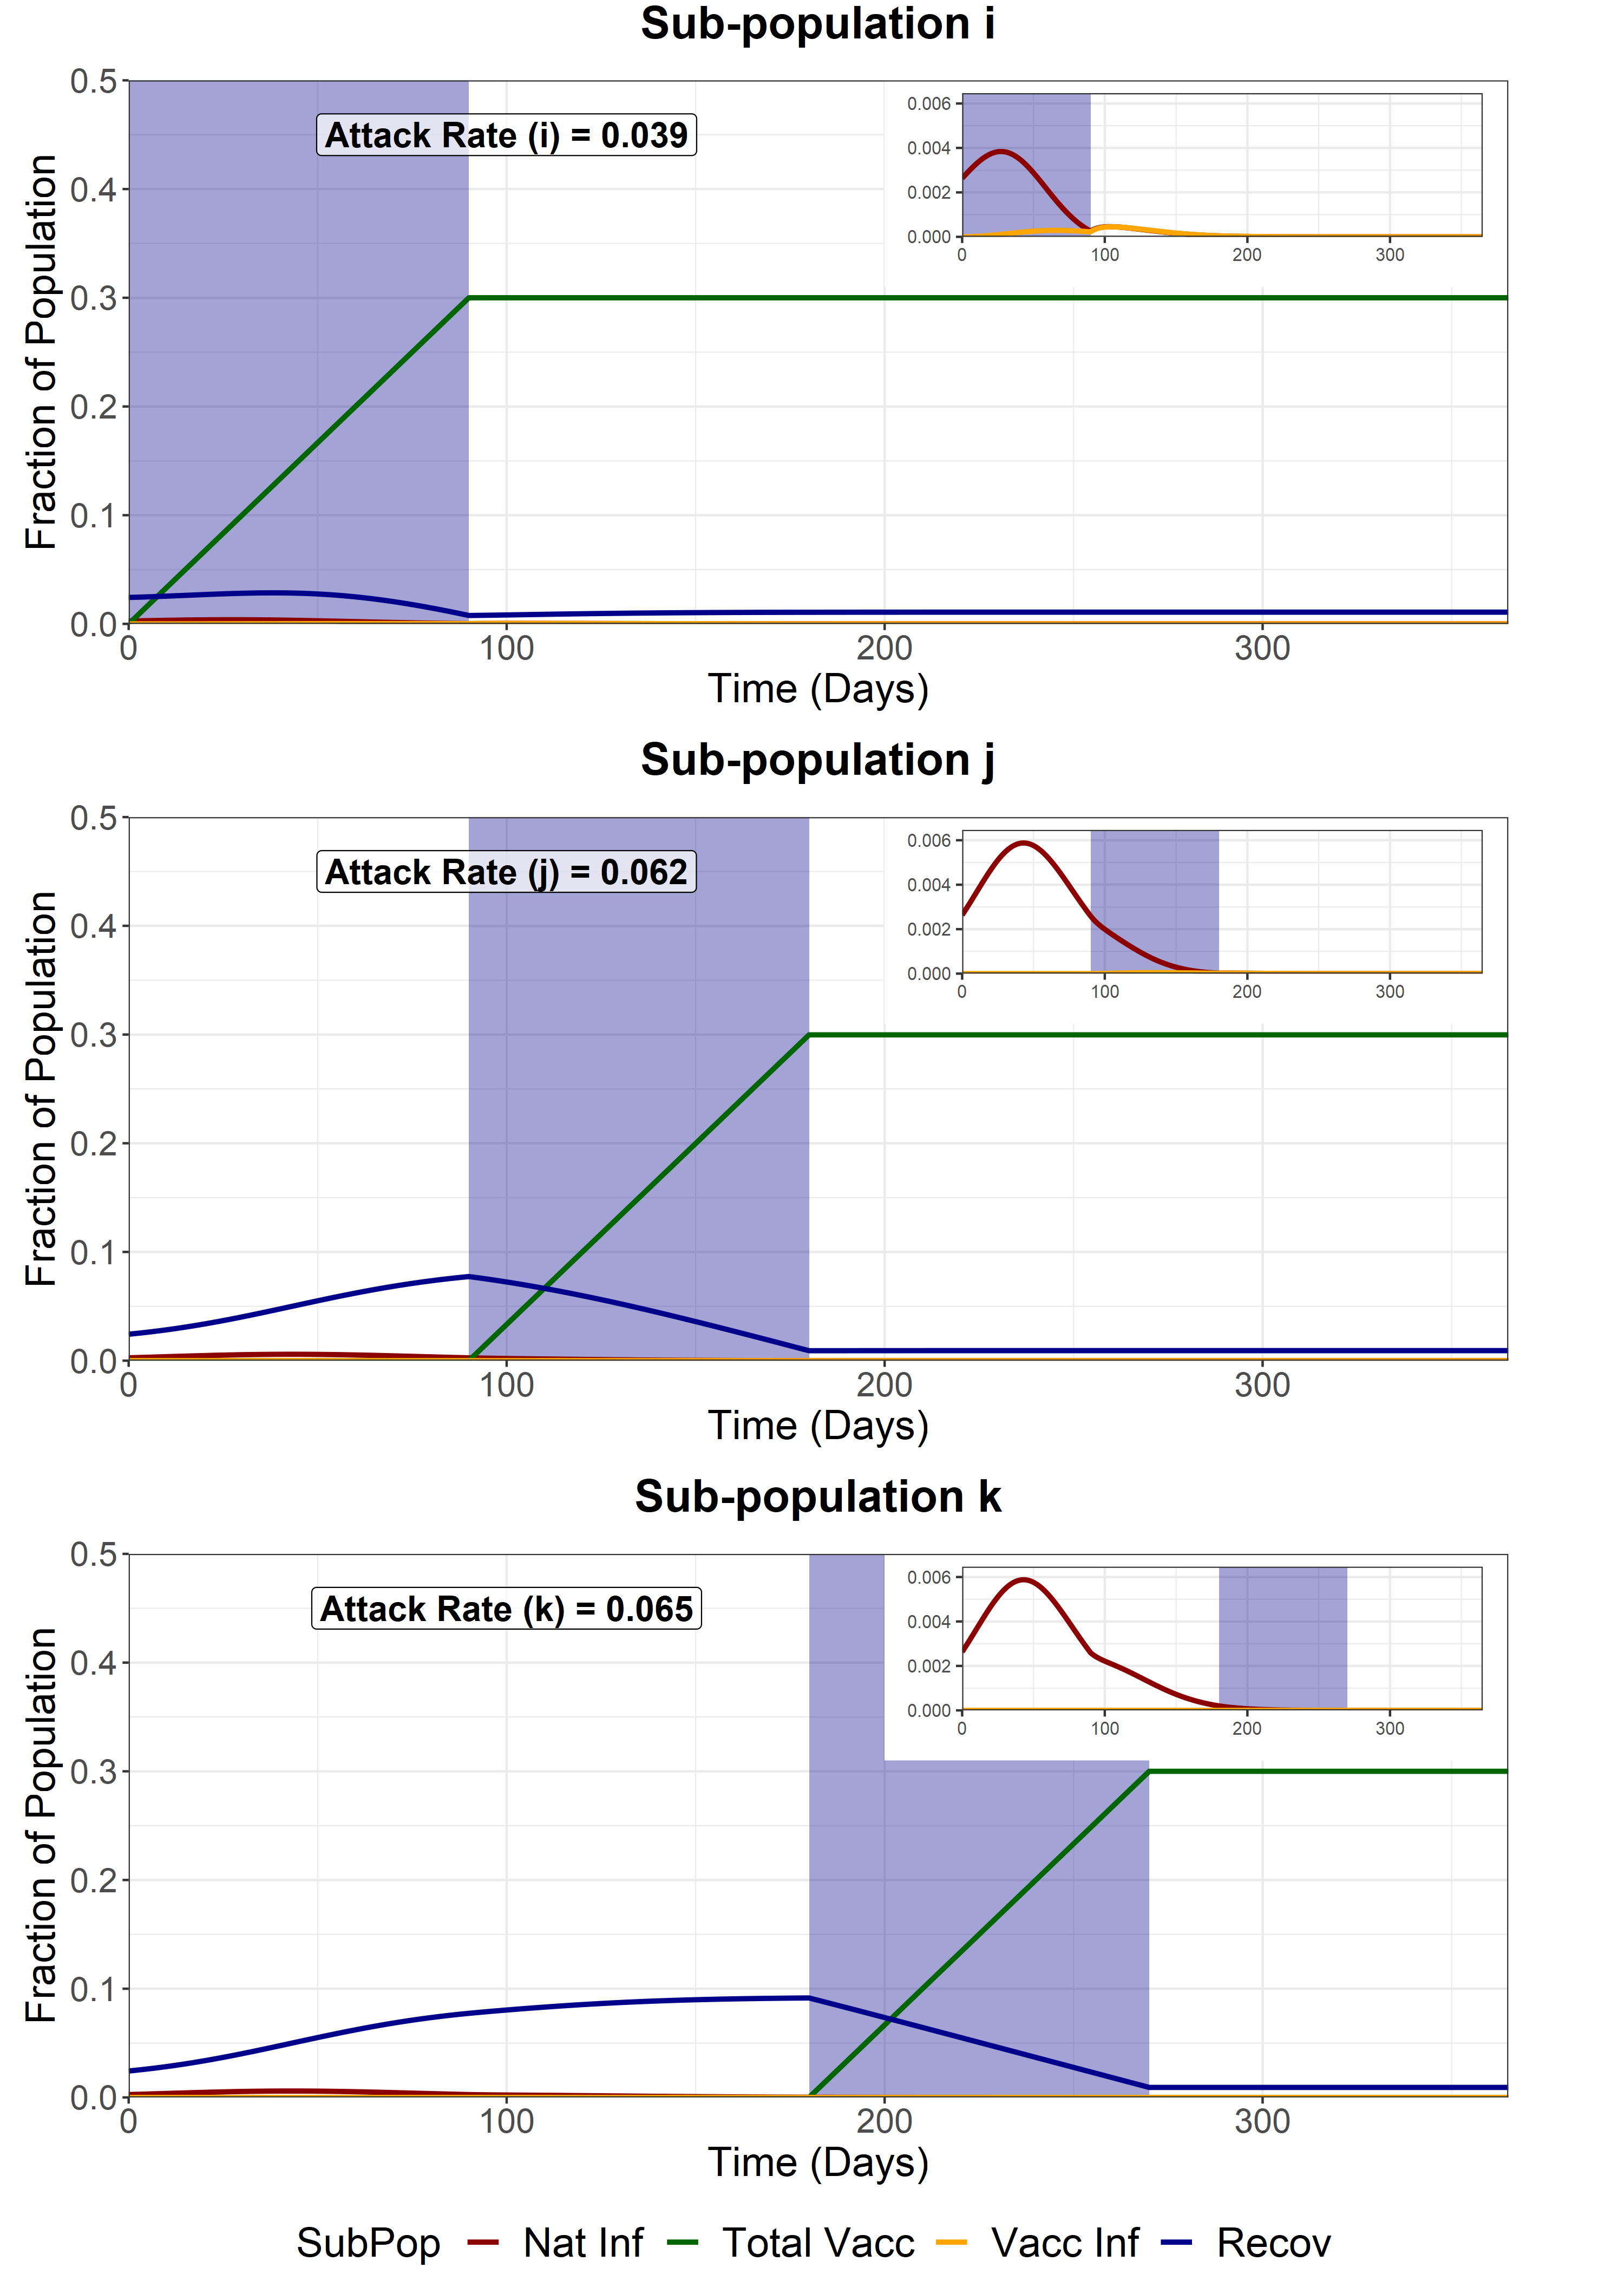 Sub-population i
Fraction of Population
0.5
0.4
0.3
0.2
0.1
0.0
Attack Rate (i) = 0.039
0.006
0.004
0.002
0.000
0 100 200 300
0 100 200 300
Time (Days)
Sub-population j
Fraction of Population
0.5
0.4
0.3
0.2
0.1
0.0
Attack Rate (j) = 0.062
0.006
0.004
0.002
0.000
0 100 200 300
0 100 200 300
Time (Days)
Sub-population k
Fraction of Population
0.5
0.4
0.3
0.2
0.1
0.0
Attack Rate (k) = 0.065
0.006
0.004
0.002
0.000
0 100 200 300
0 100 200 300
Time (Days)
SubPop Nat Inf Total Vacc Vacc Inf Recov